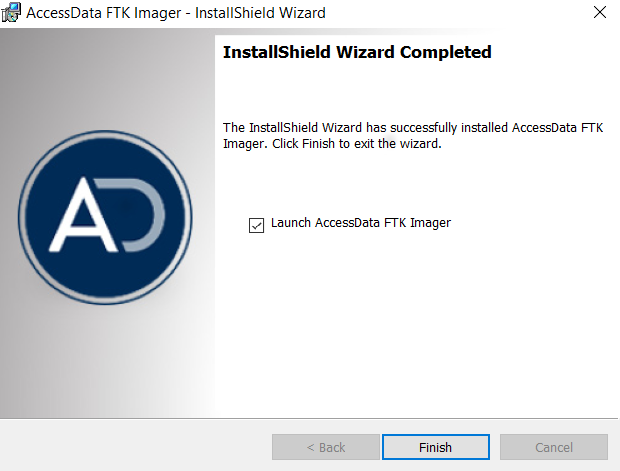 AccessData FTK Imager - InstallShield Wizard
InstallShield Wizard Completed
The InstallShield Wizard has successfully installed AccessData FTK
Imager. Click Finish to exit the wizard.
AD
Launch AccessData FTK Imager
< Back
Finish
Cancel